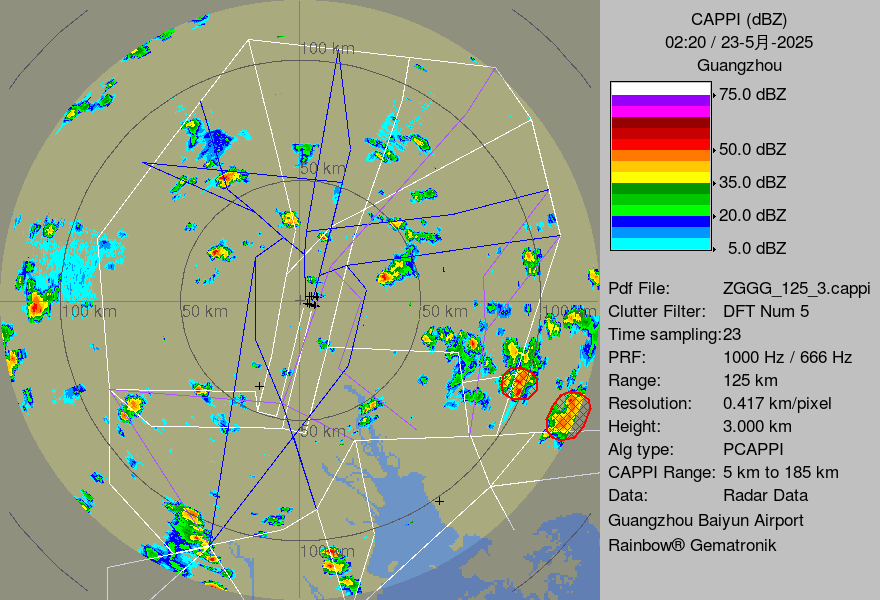 CAPPI (dBZ)
02:20 / 23-5月-2025
Guangzhou
75.0 dBZ
50.0 dBZ
35.0 dBZ
20.0 dBZ
5.0 dBZ
Pdf File: ZGGG_125_3.cappi
Clutter Filter: DFT Num 5
Time sampling:23
PRF: 1000 Hz / 666 Hz
Range: 125 km
Resolution: 0.417 km/pixel
Height: 3.000 km
Alg type: PCAPPI
CAPPI Range: 5 km to 185 km
Data: Radar Data
Guangzhou Baiyun Airport
Rainbow® Gematronik
100 km
50 km
100 km
50 km
50 km
100 km
50 km
100 km